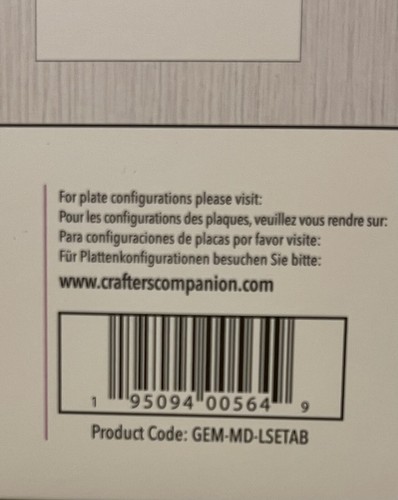 For plate configurations please visit:
Pour les configurations des plaques, veuillez vous rendre sur:
Para configuraciones de placas por favor visite:
Für Plattenkonfigurationen besuchen Sie bitte:
www.crafterscompanion.com
1 95094 00564 9
Product Code: GEM-MD-LSETAB